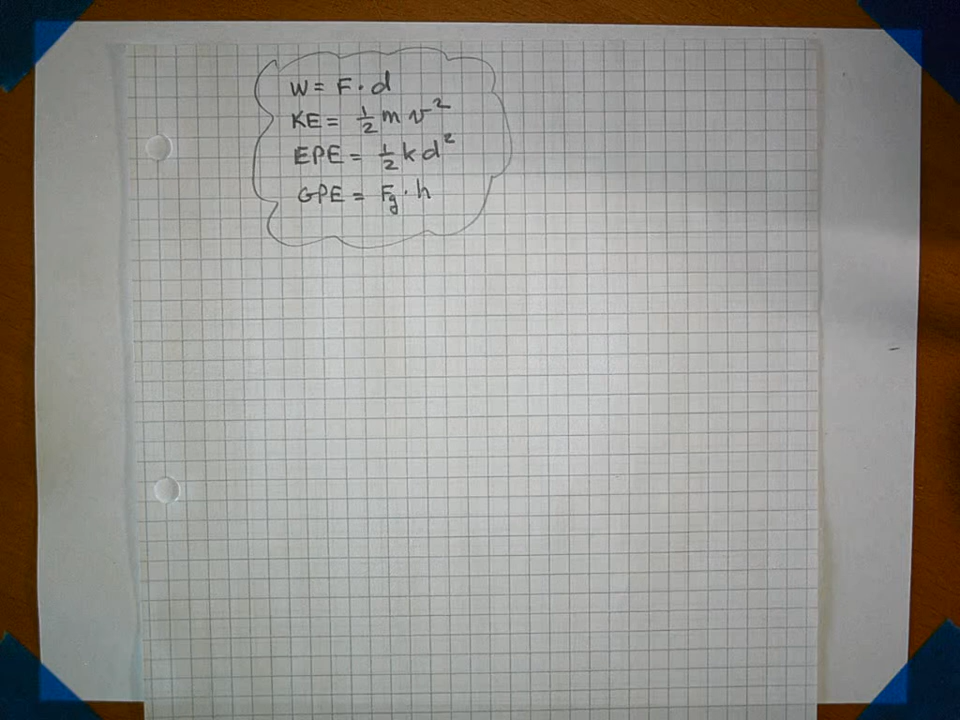 W = F · d
KE = ½ m v²
EPE = ½ k d²
GPE = Fg · h